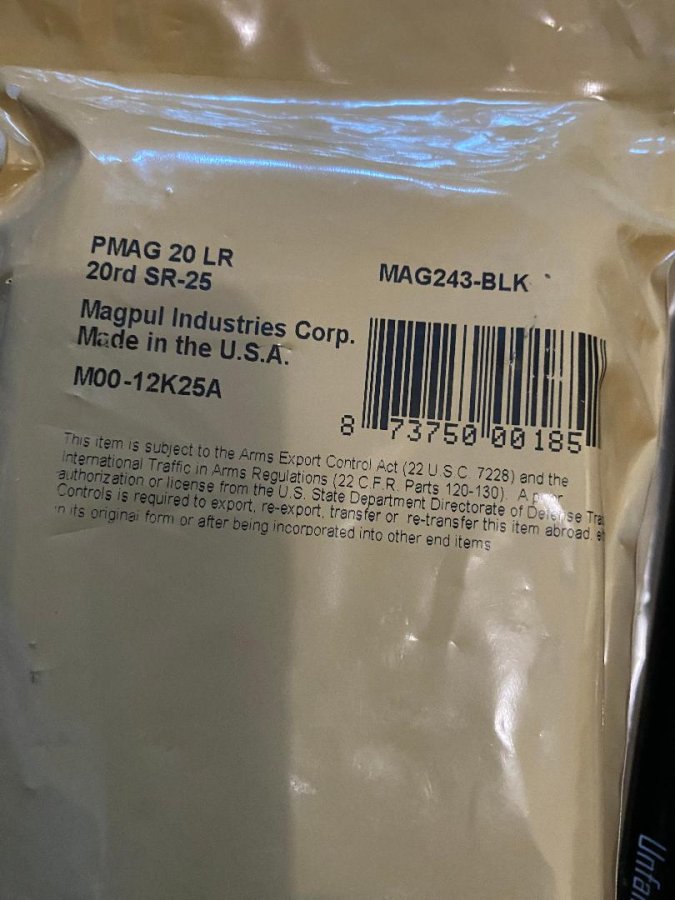 PMAG 20 LR
20rd SR-25
MAG243-BLK
Magpul Industries Corp.
Made in the U.S.A.
M00-12K25A
8 73750 00185
This item is subject to the Arms Export Control Act (22 U S.C 7228) and the
International Traffic in Arms Regulations (22 C.F.R. Parts 120-130). A
authorization or license from the U.S. State Department Directorate of Defense
Controls is required to export, re-export, transfer or re-transfer this item abroad,
in its original form or after being incorporated into other end items